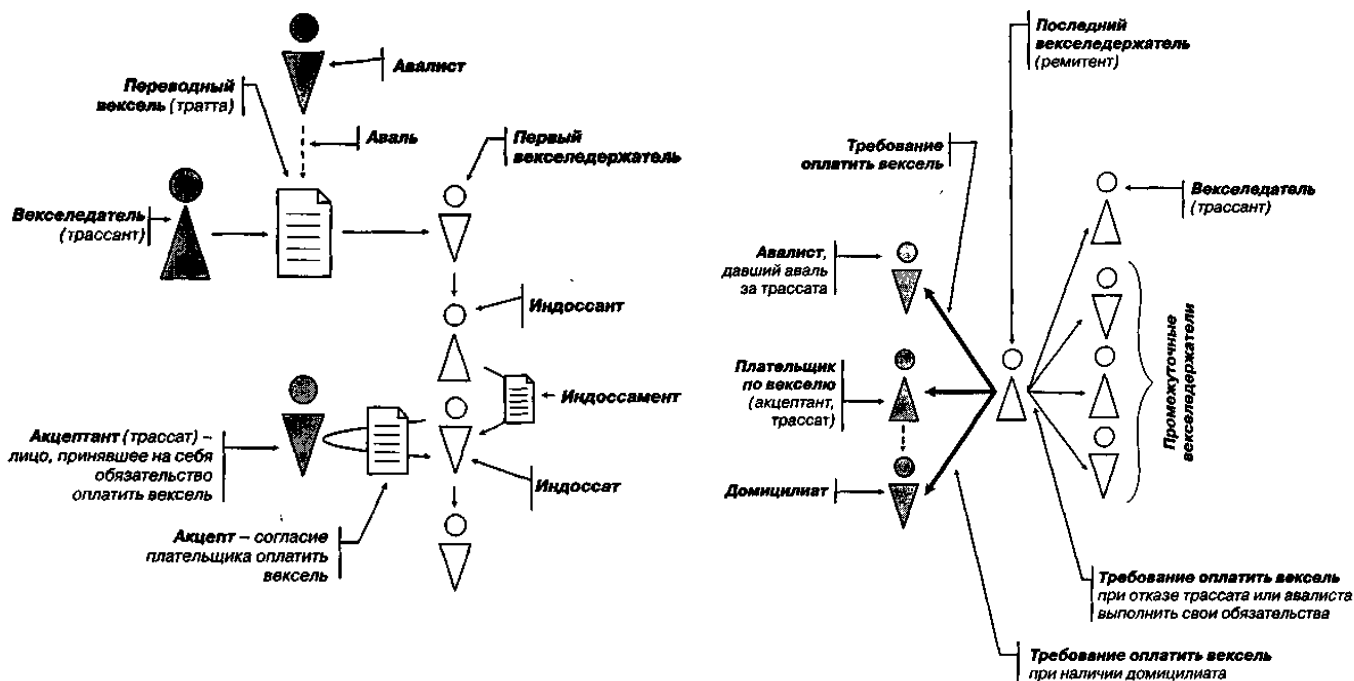 Авалист
Переводный
вексель (тратта)
Аваль
Первый
векселедержатель
Векселедатель
(трассант)
Индоссант
Индоссамент
Акцептант (трассат) –
лицо, принявшее на себя
обязательство
оплатить вексель
Индоссат
Акцепт – согласие
плательщика оплатить
вексель
Последний
векселедержатель
(ремитент)
Требование
оплатить вексель
Векселедатель
(трассант)
Авалист,
давший аваль
за трассата
Плательщик
по векселю
(акцептант,
трассат)
Промежуточные
векселедержатели
Домицилиат
Требование оплатить вексель
при отказе трассата или авалиста
выполнить свои обязательства
Требование оплатить вексель
при наличии домицилиата